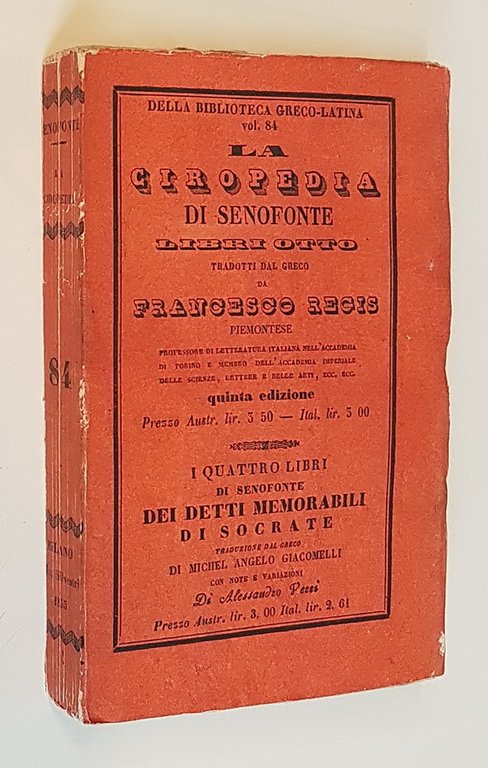 DELLA BIBLIOTECA GRECO-LATINA
vol. 84
LA
CIROPEDIA
DI SENOFONTE
LIBRI OTTO
TRADOTTI DAL GRECO
DA
FRANCESCO REGIS
PIEMONTESE
PROFESSORE DI LETTERATURA ITALIANA NELL'ACCADEMIA
DI TORINO E MEMBRO DELL'ACCADEMIA IMPERIALE
DELLE SCIENZE, LETTERE E BELLE ARTI, ECC. ECC.
quinta edizione
Prezzo Austr. lir. 3 50 — Ital. lir. 3 00
I QUATTRO LIBRI
DI SENOFONTE
DEI DETTI MEMORABILI
DI SOCRATE
TRADUZIONE DAL GRECO
DI MICHEL ANGELO GIACOMELLI
CON NOTE E VARIAZIONI
Di Alessandro Verri
Prezzo Austr. lir. 3, 00 Ital. lir. 2, 61
SENOFONTE
LA
84
MILANO